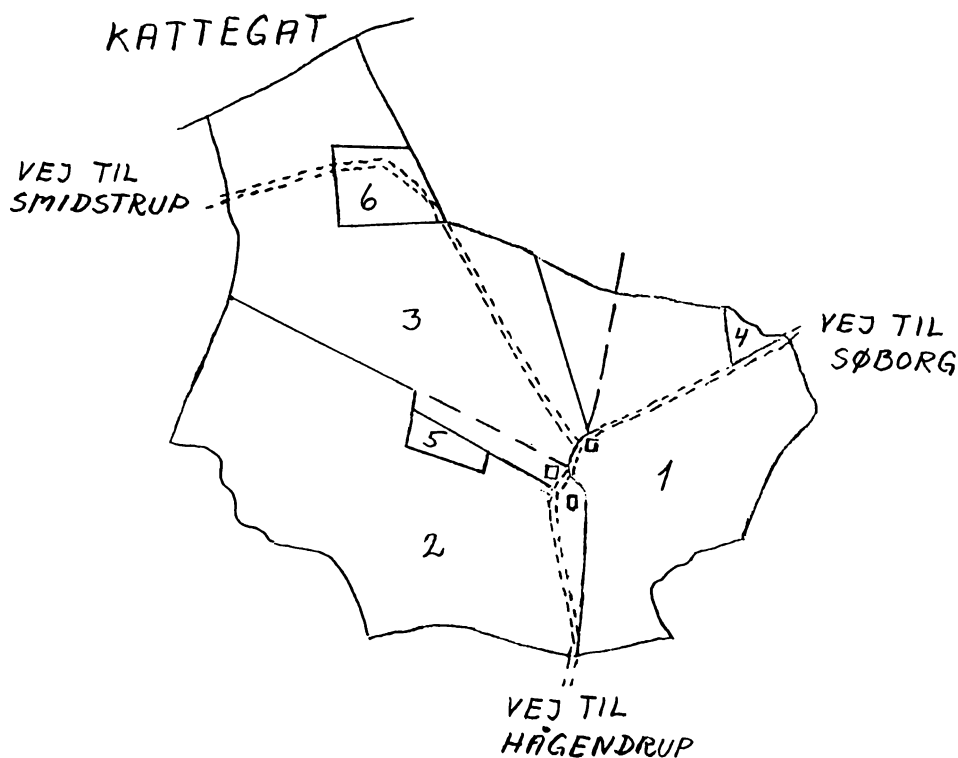 KATTEGAT
VEJ TIL
SMIDSTRUP
6
3
4
VEJ TIL
SØBORG
5
1
2
VEJ TIL
HÅGENDRUP